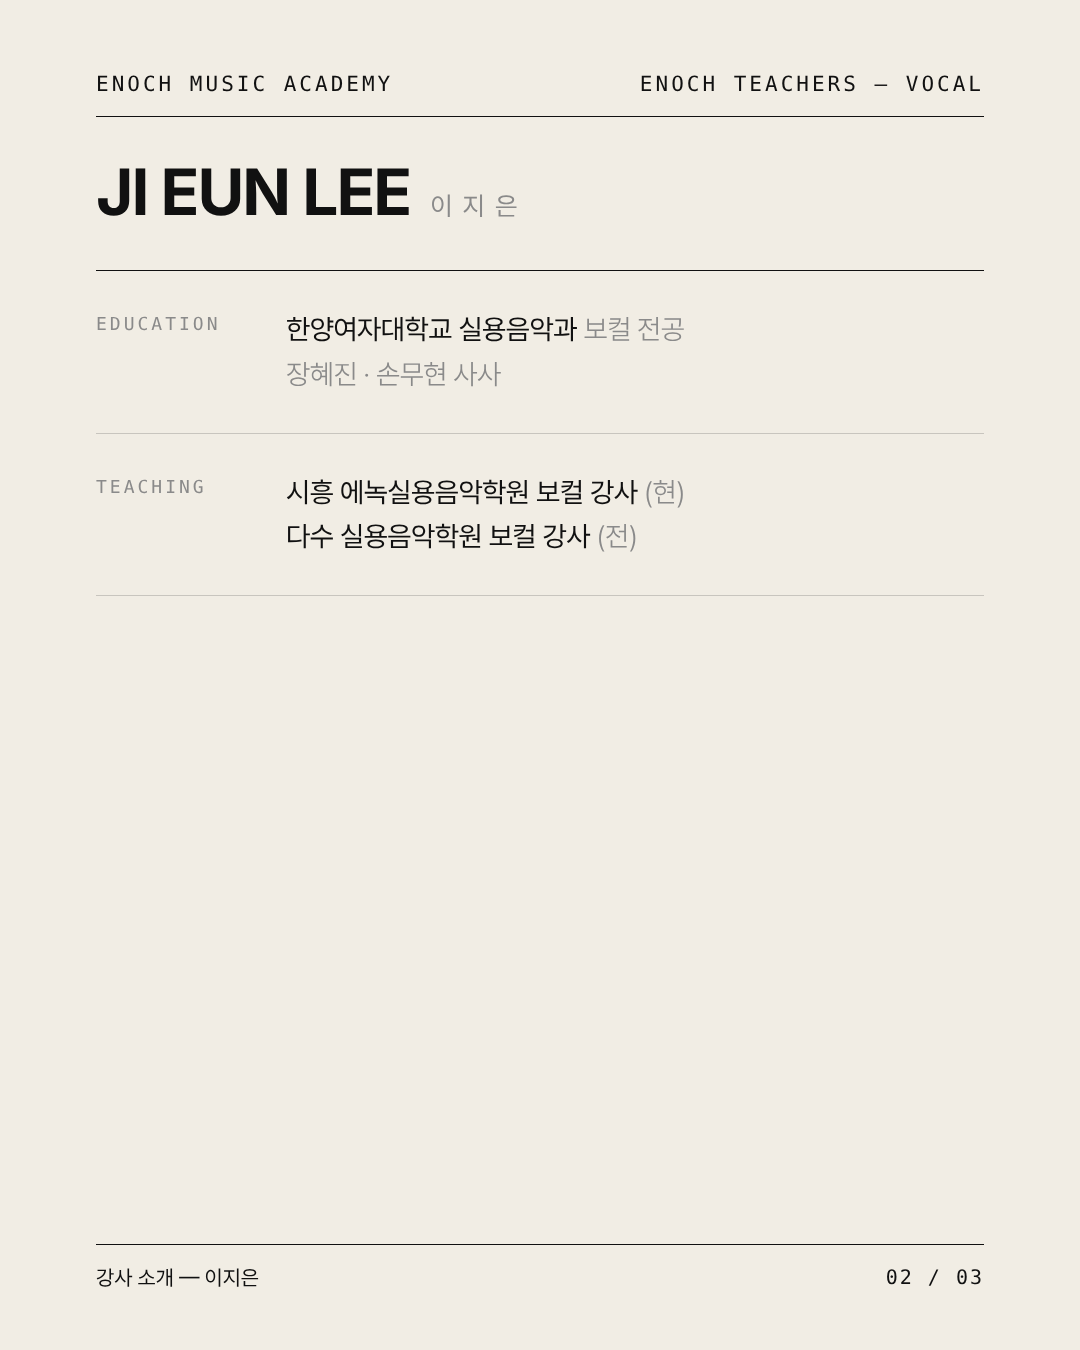 ENOCH MUSIC ACADEMY
ENOCH TEACHERS — VOCAL
JI EUN LEE 이지은
EDUCATION
한양여자대학교 실용음악과 보컬 전공
장혜진 · 손무현 사사
TEACHING
시흥 에녹실용음악학원 보컬 강사 (현)
다수 실용음악학원 보컬 강사 (전)
강사 소개 — 이지은
02 / 03